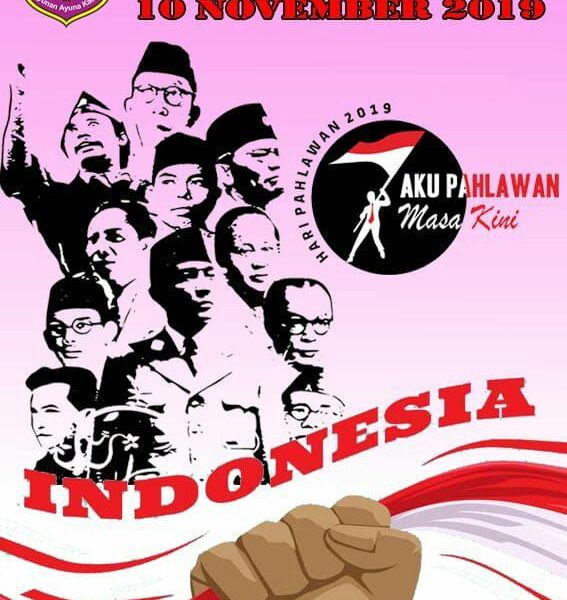 10 NOVEMBER 2019
HARI PAHLAWAN 2019
AKU PAHLAWAN
Masa Kini
INDONESIA